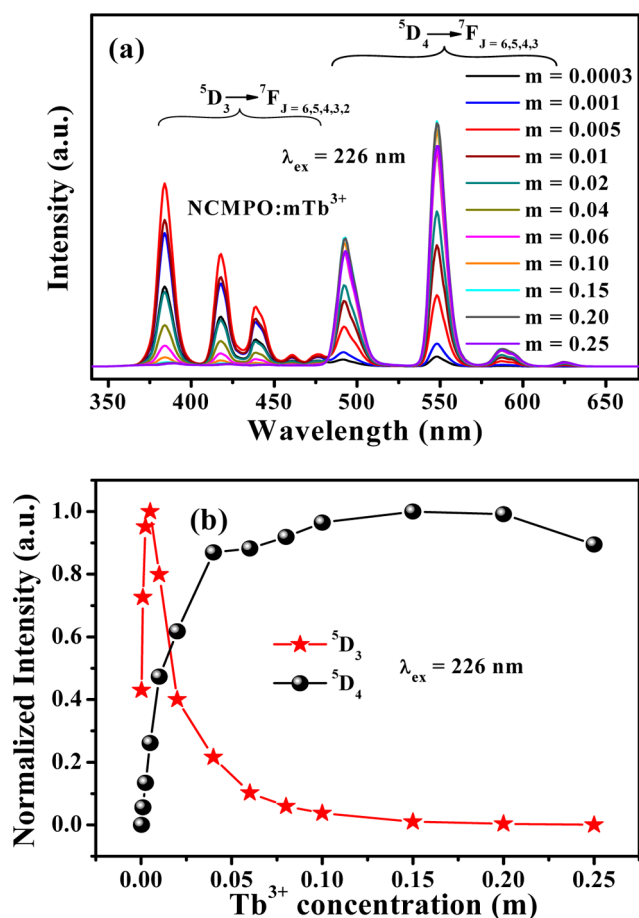 (a)
⁵D₄ ⟶ ⁷F J = 6,5,4,3
⁵D₃ ⟶ ⁷F J = 6,5,4,3,2
λex = 226 nm
NCMPO:mTb³⁺
m = 0.0003
m = 0.001
m = 0.005
m = 0.01
m = 0.02
m = 0.04
m = 0.06
m = 0.10
m = 0.15
m = 0.20
m = 0.25
Intensity (a.u.)
350 400 450 500 550 600 650
Wavelength (nm)
(b)
1.0
0.8
0.6
0.4
0.2
0.0
Normalized Intensity (a.u.)
⁵D₃
⁵D₄
λex = 226 nm
0.00 0.05 0.10 0.15 0.20 0.25
Tb³⁺ concentration (m)